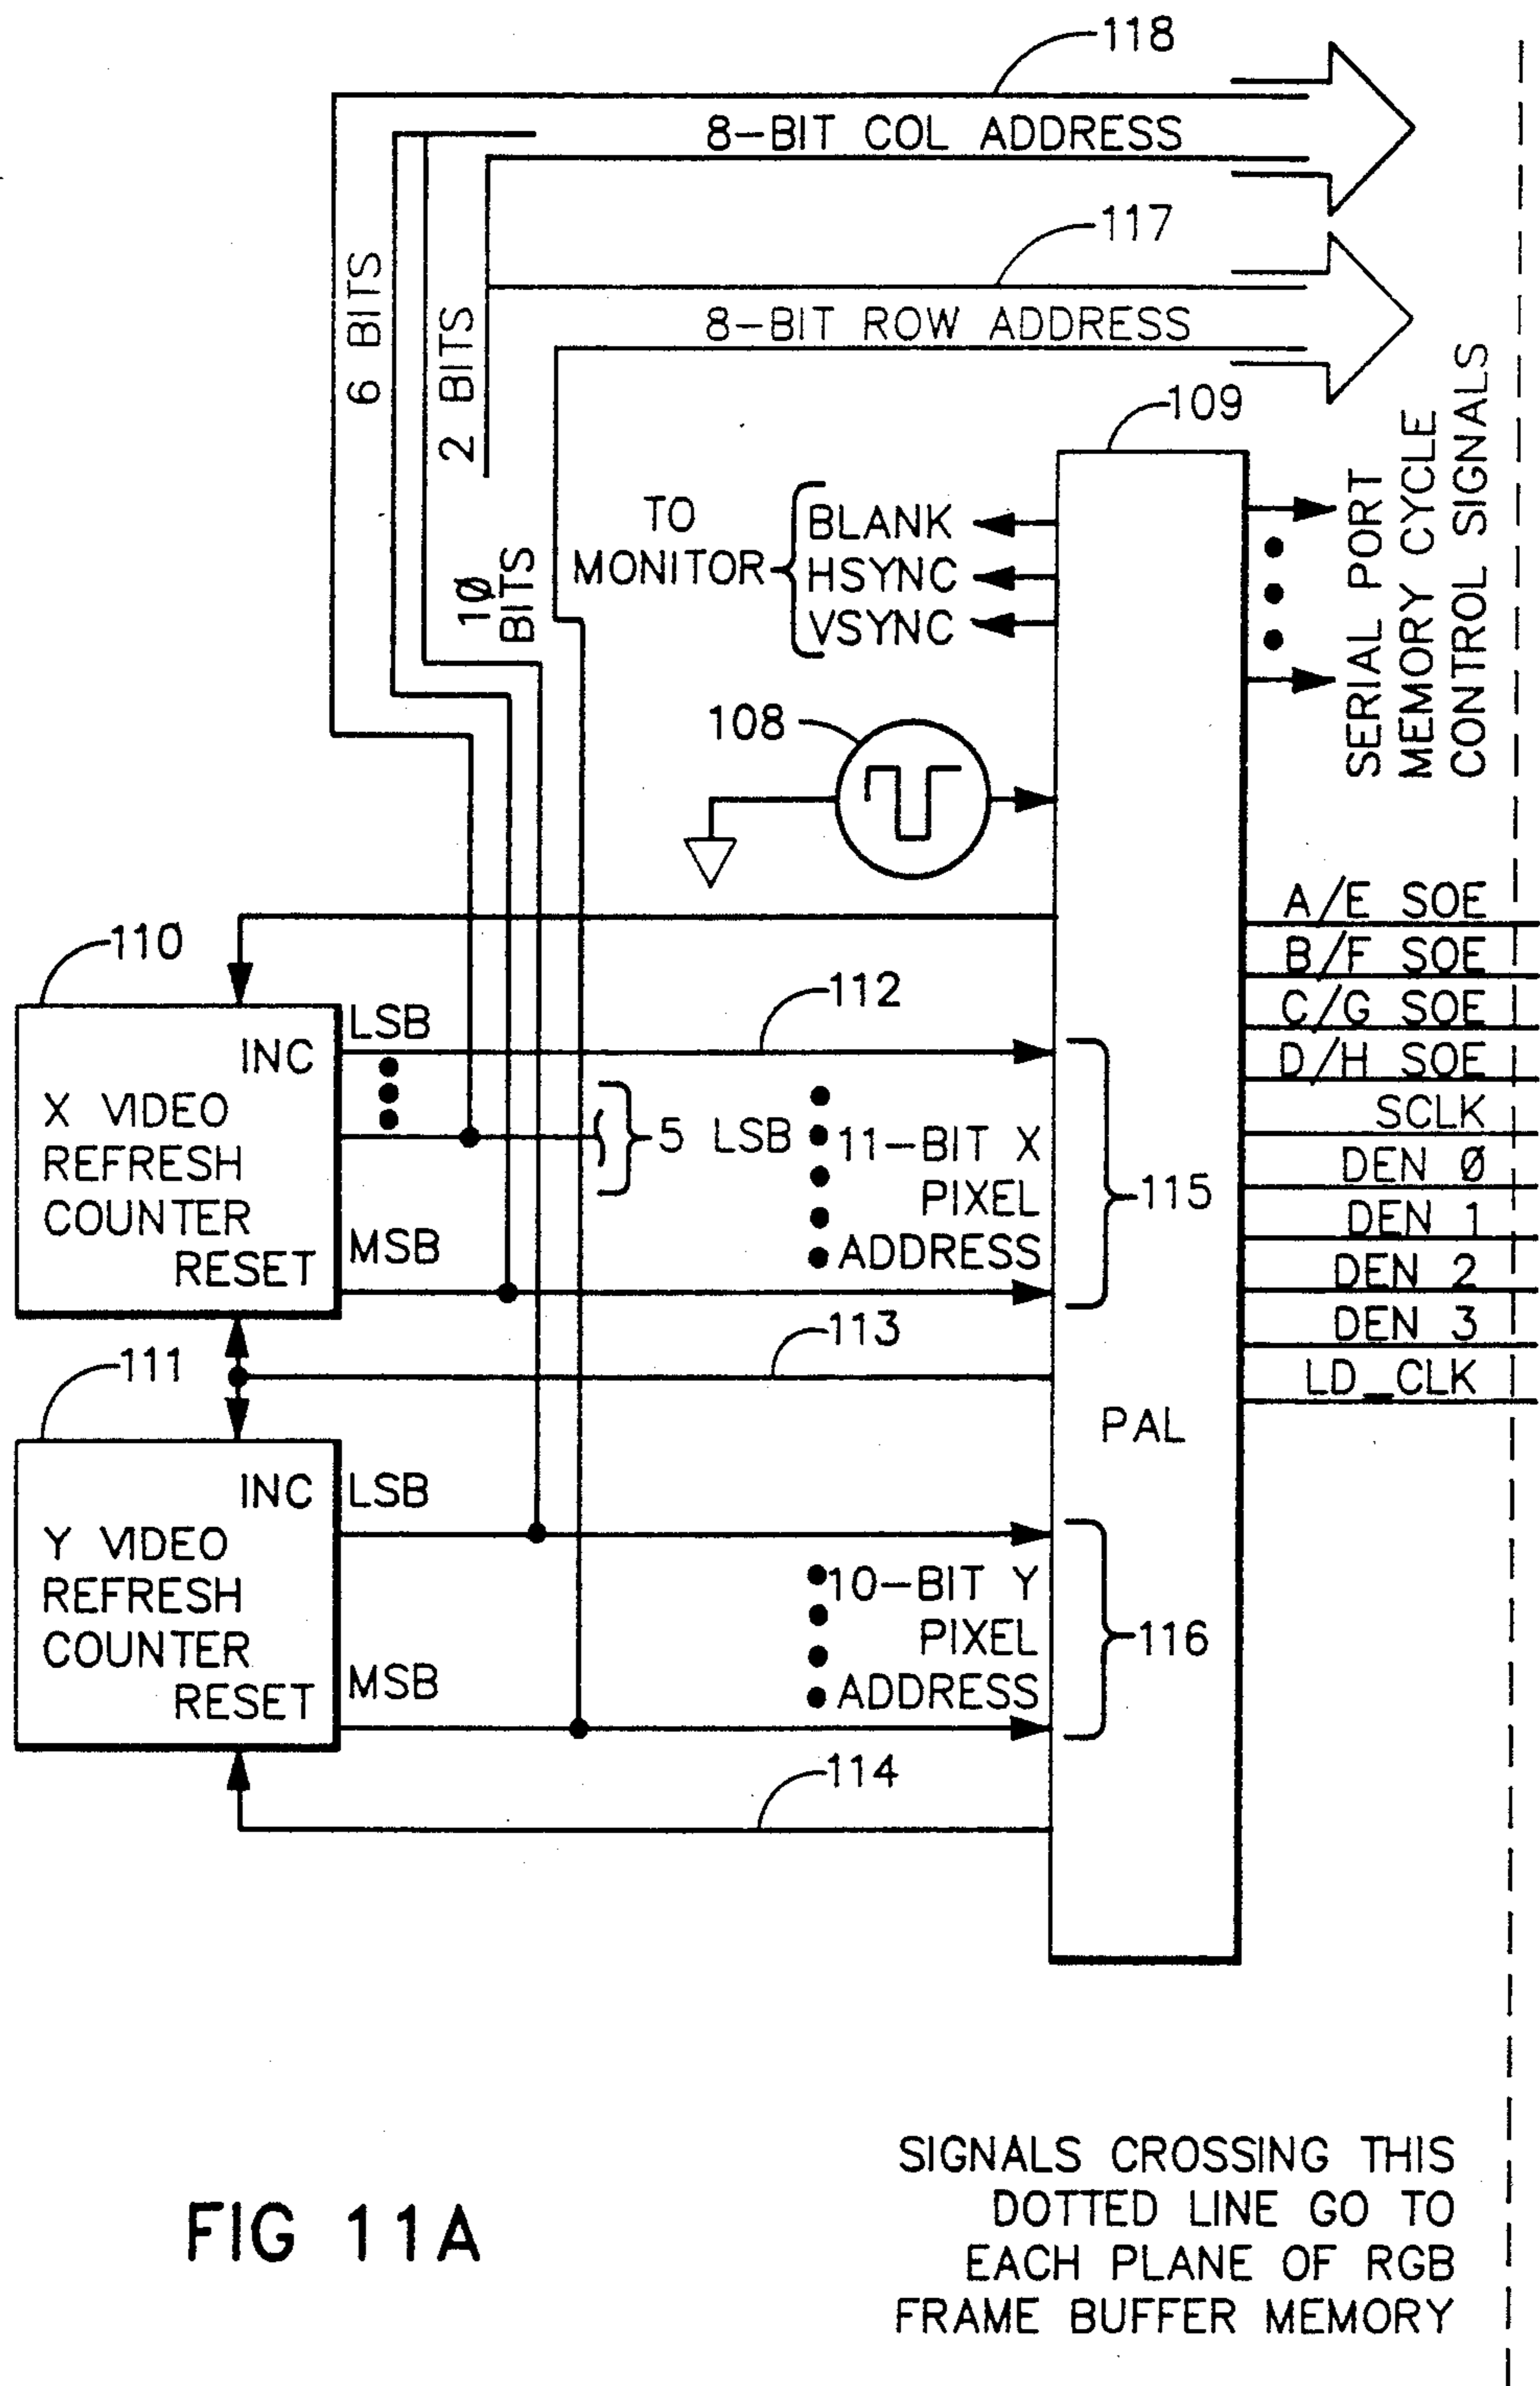 118
8-BIT COL ADDRESS
117
8-BIT ROW ADDRESS
6 BITS
2 BITS
1Ø
BITS
109
TO
MONITOR
BLANK
HSYNC
VSYNC
SERIAL PORT
MEMORY CYCLE
CONTROL SIGNALS
108
A/E SOE
B/F SOE
C/G SOE
D/H SOE
SCLK
DEN Ø
DEN 1
DEN 2
DEN 3
LD_CLK
110
INC
X VIDEO
REFRESH
COUNTER
RESET
LSB
MSB
112
5 LSB
11-BIT X
PIXEL
ADDRESS
115
113
PAL
111
INC
Y VIDEO
REFRESH
COUNTER
RESET
LSB
MSB
10-BIT Y
PIXEL
ADDRESS
116
114
SIGNALS CROSSING THIS
DOTTED LINE GO TO
EACH PLANE OF RGB
FRAME BUFFER MEMORY
FIG 11A